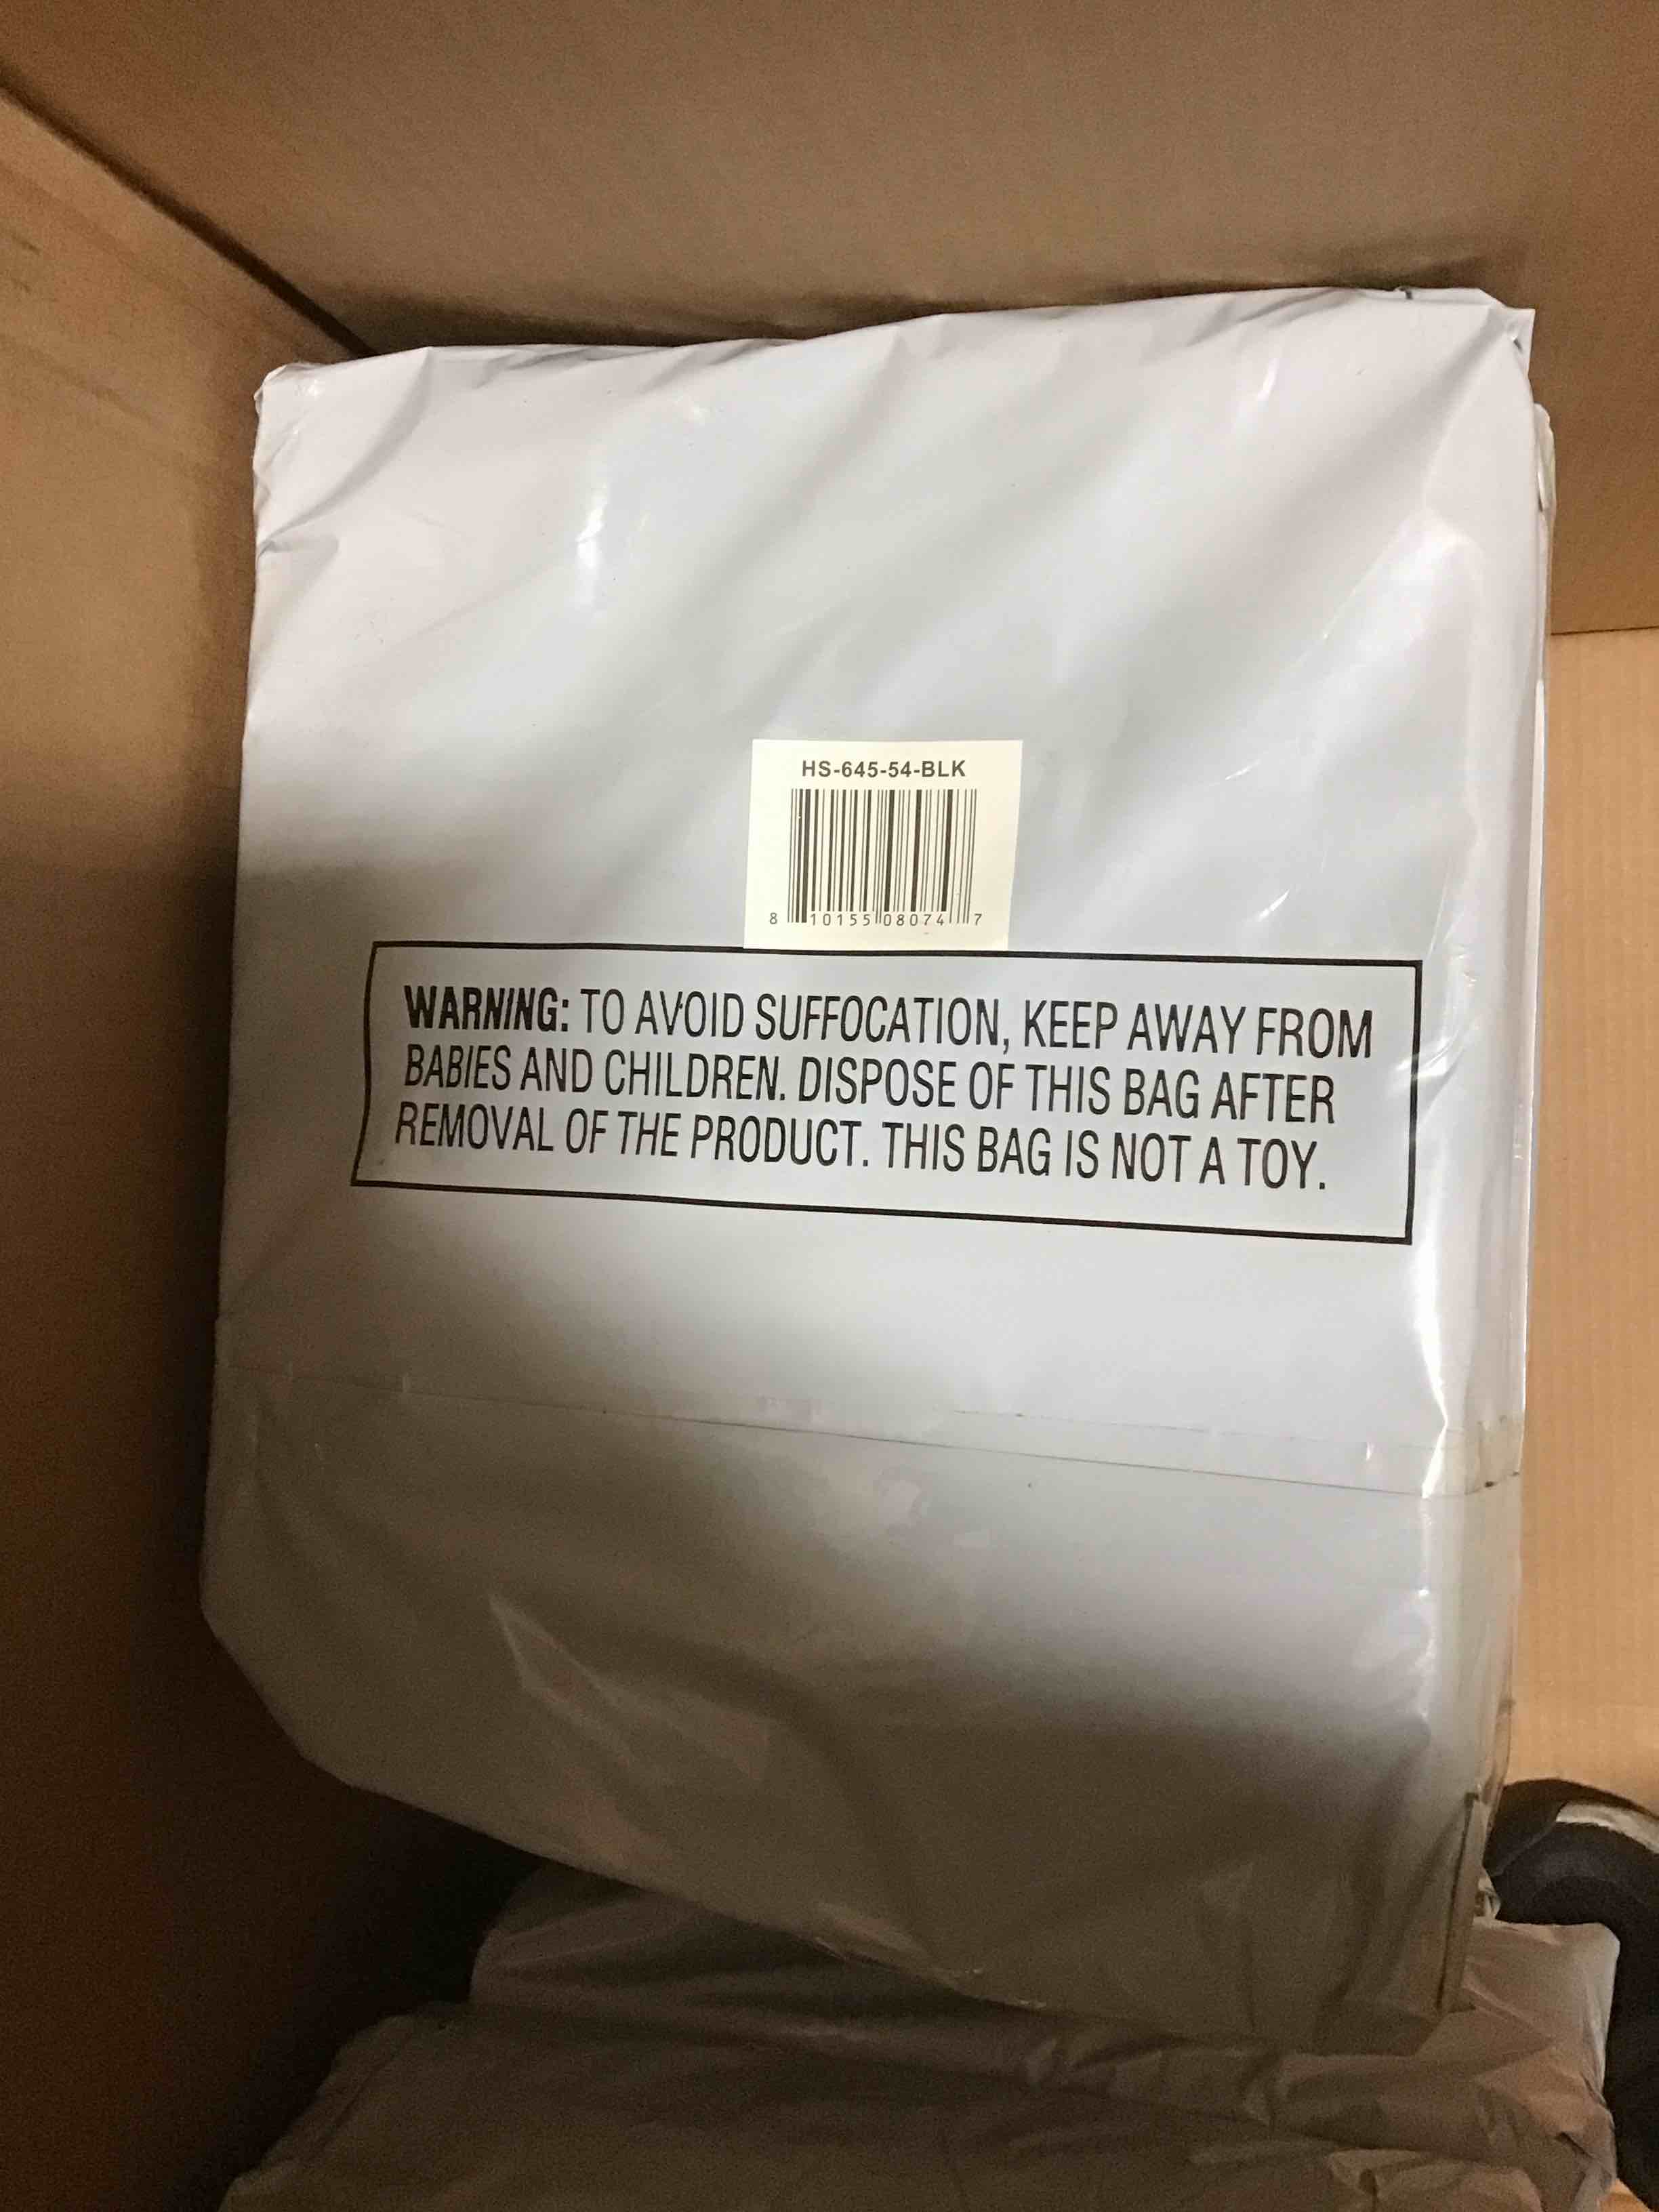 HS-645-54-BLK
8 10155 08074 7
WARNING: TO AVOID SUFFOCATION, KEEP AWAY FROM
BABIES AND CHILDREN. DISPOSE OF THIS BAG AFTER
REMOVAL OF THE PRODUCT. THIS BAG IS NOT A TOY.